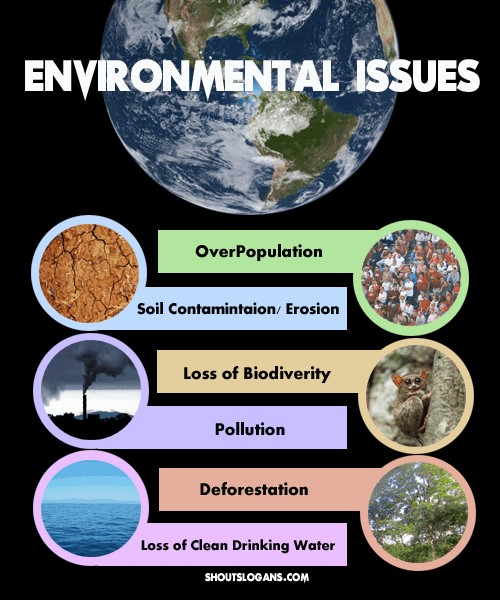 ENVIRONMENTAL ISSUES
OverPopulation
Soil Contamintaion/ Erosion
Loss of Biodiverity
Pollution
Deforestation
Loss of Clean Drinking Water
SHOUTSLOGANS.COM